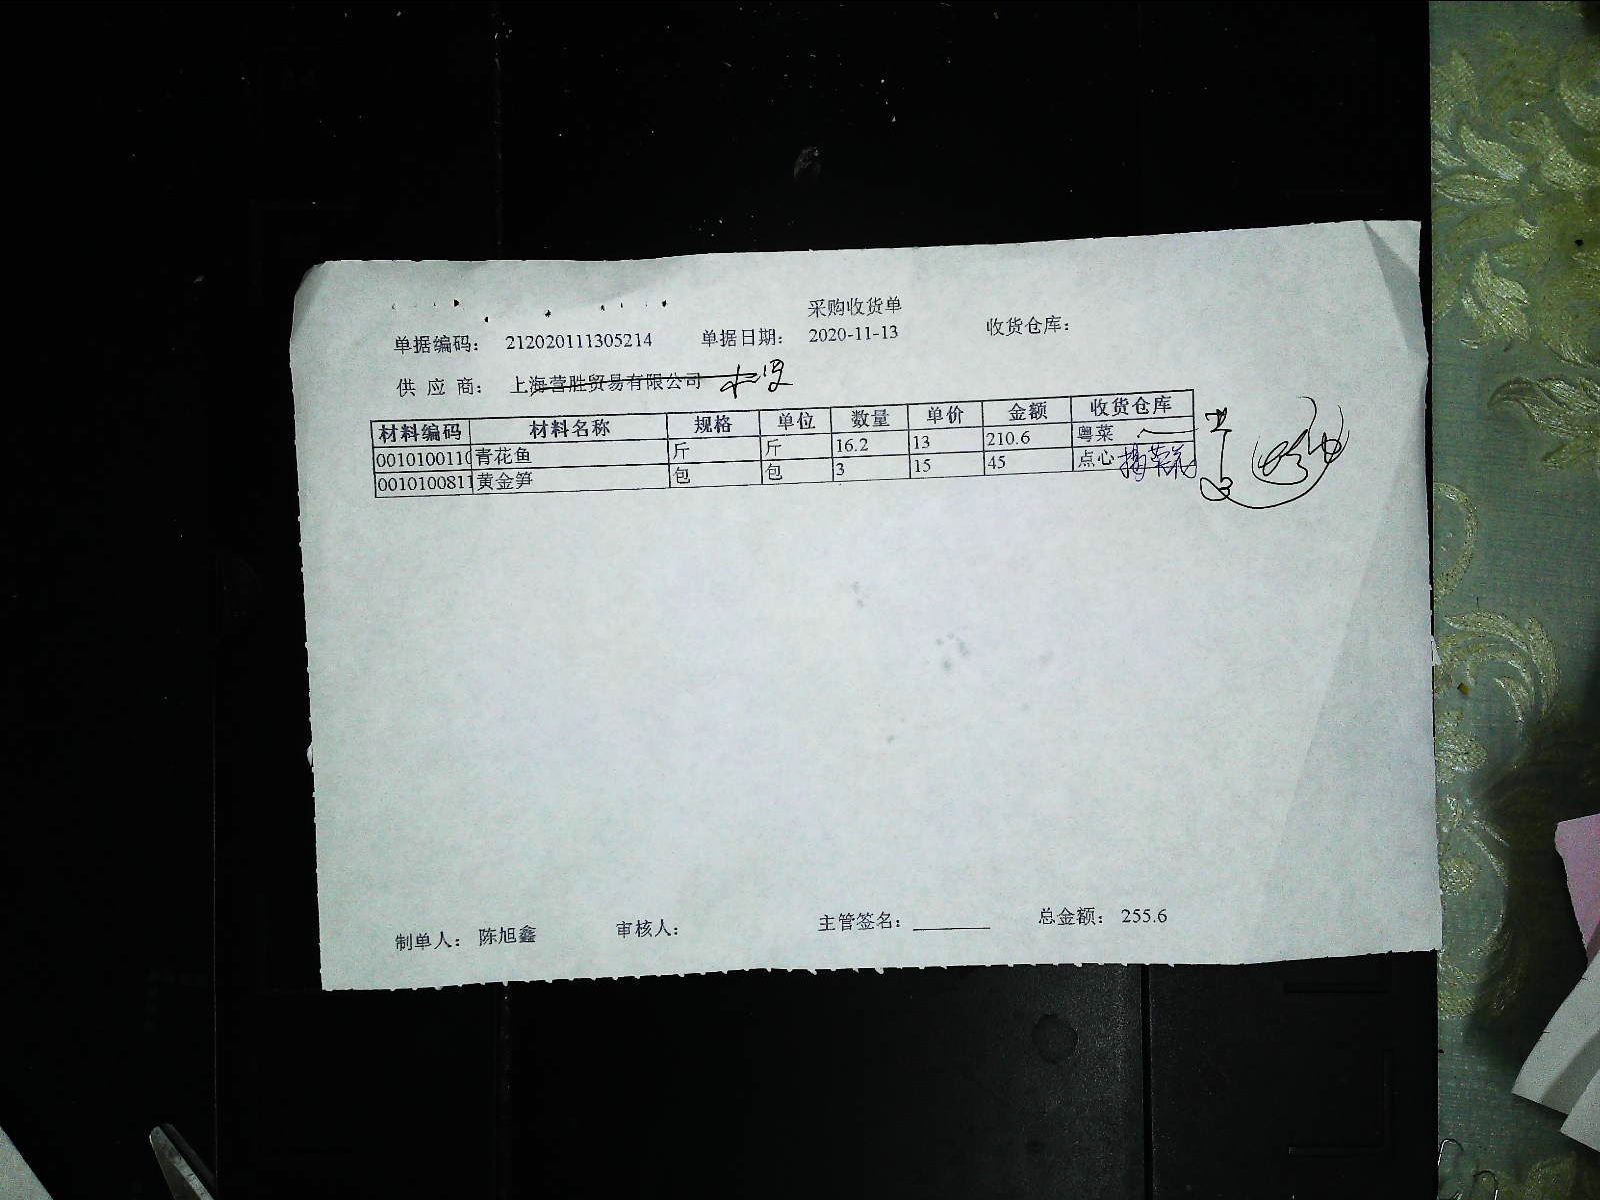 采购收货单
单据编码： 212020111305214 单据日期： 2020-11-13 收货仓库：
供 应 商： 上海营胜贸易有限公司
材料编码 材料名称 规格 单位 数量 单价 金额 收货仓库
0010100110 青花鱼 斤 斤 16.2 13 210.6 粤菜
0010100811 黄金笋 包 包 3 15 45 点心
制单人： 陈旭鑫 审核人： 主管签名： 总金额： 255.6